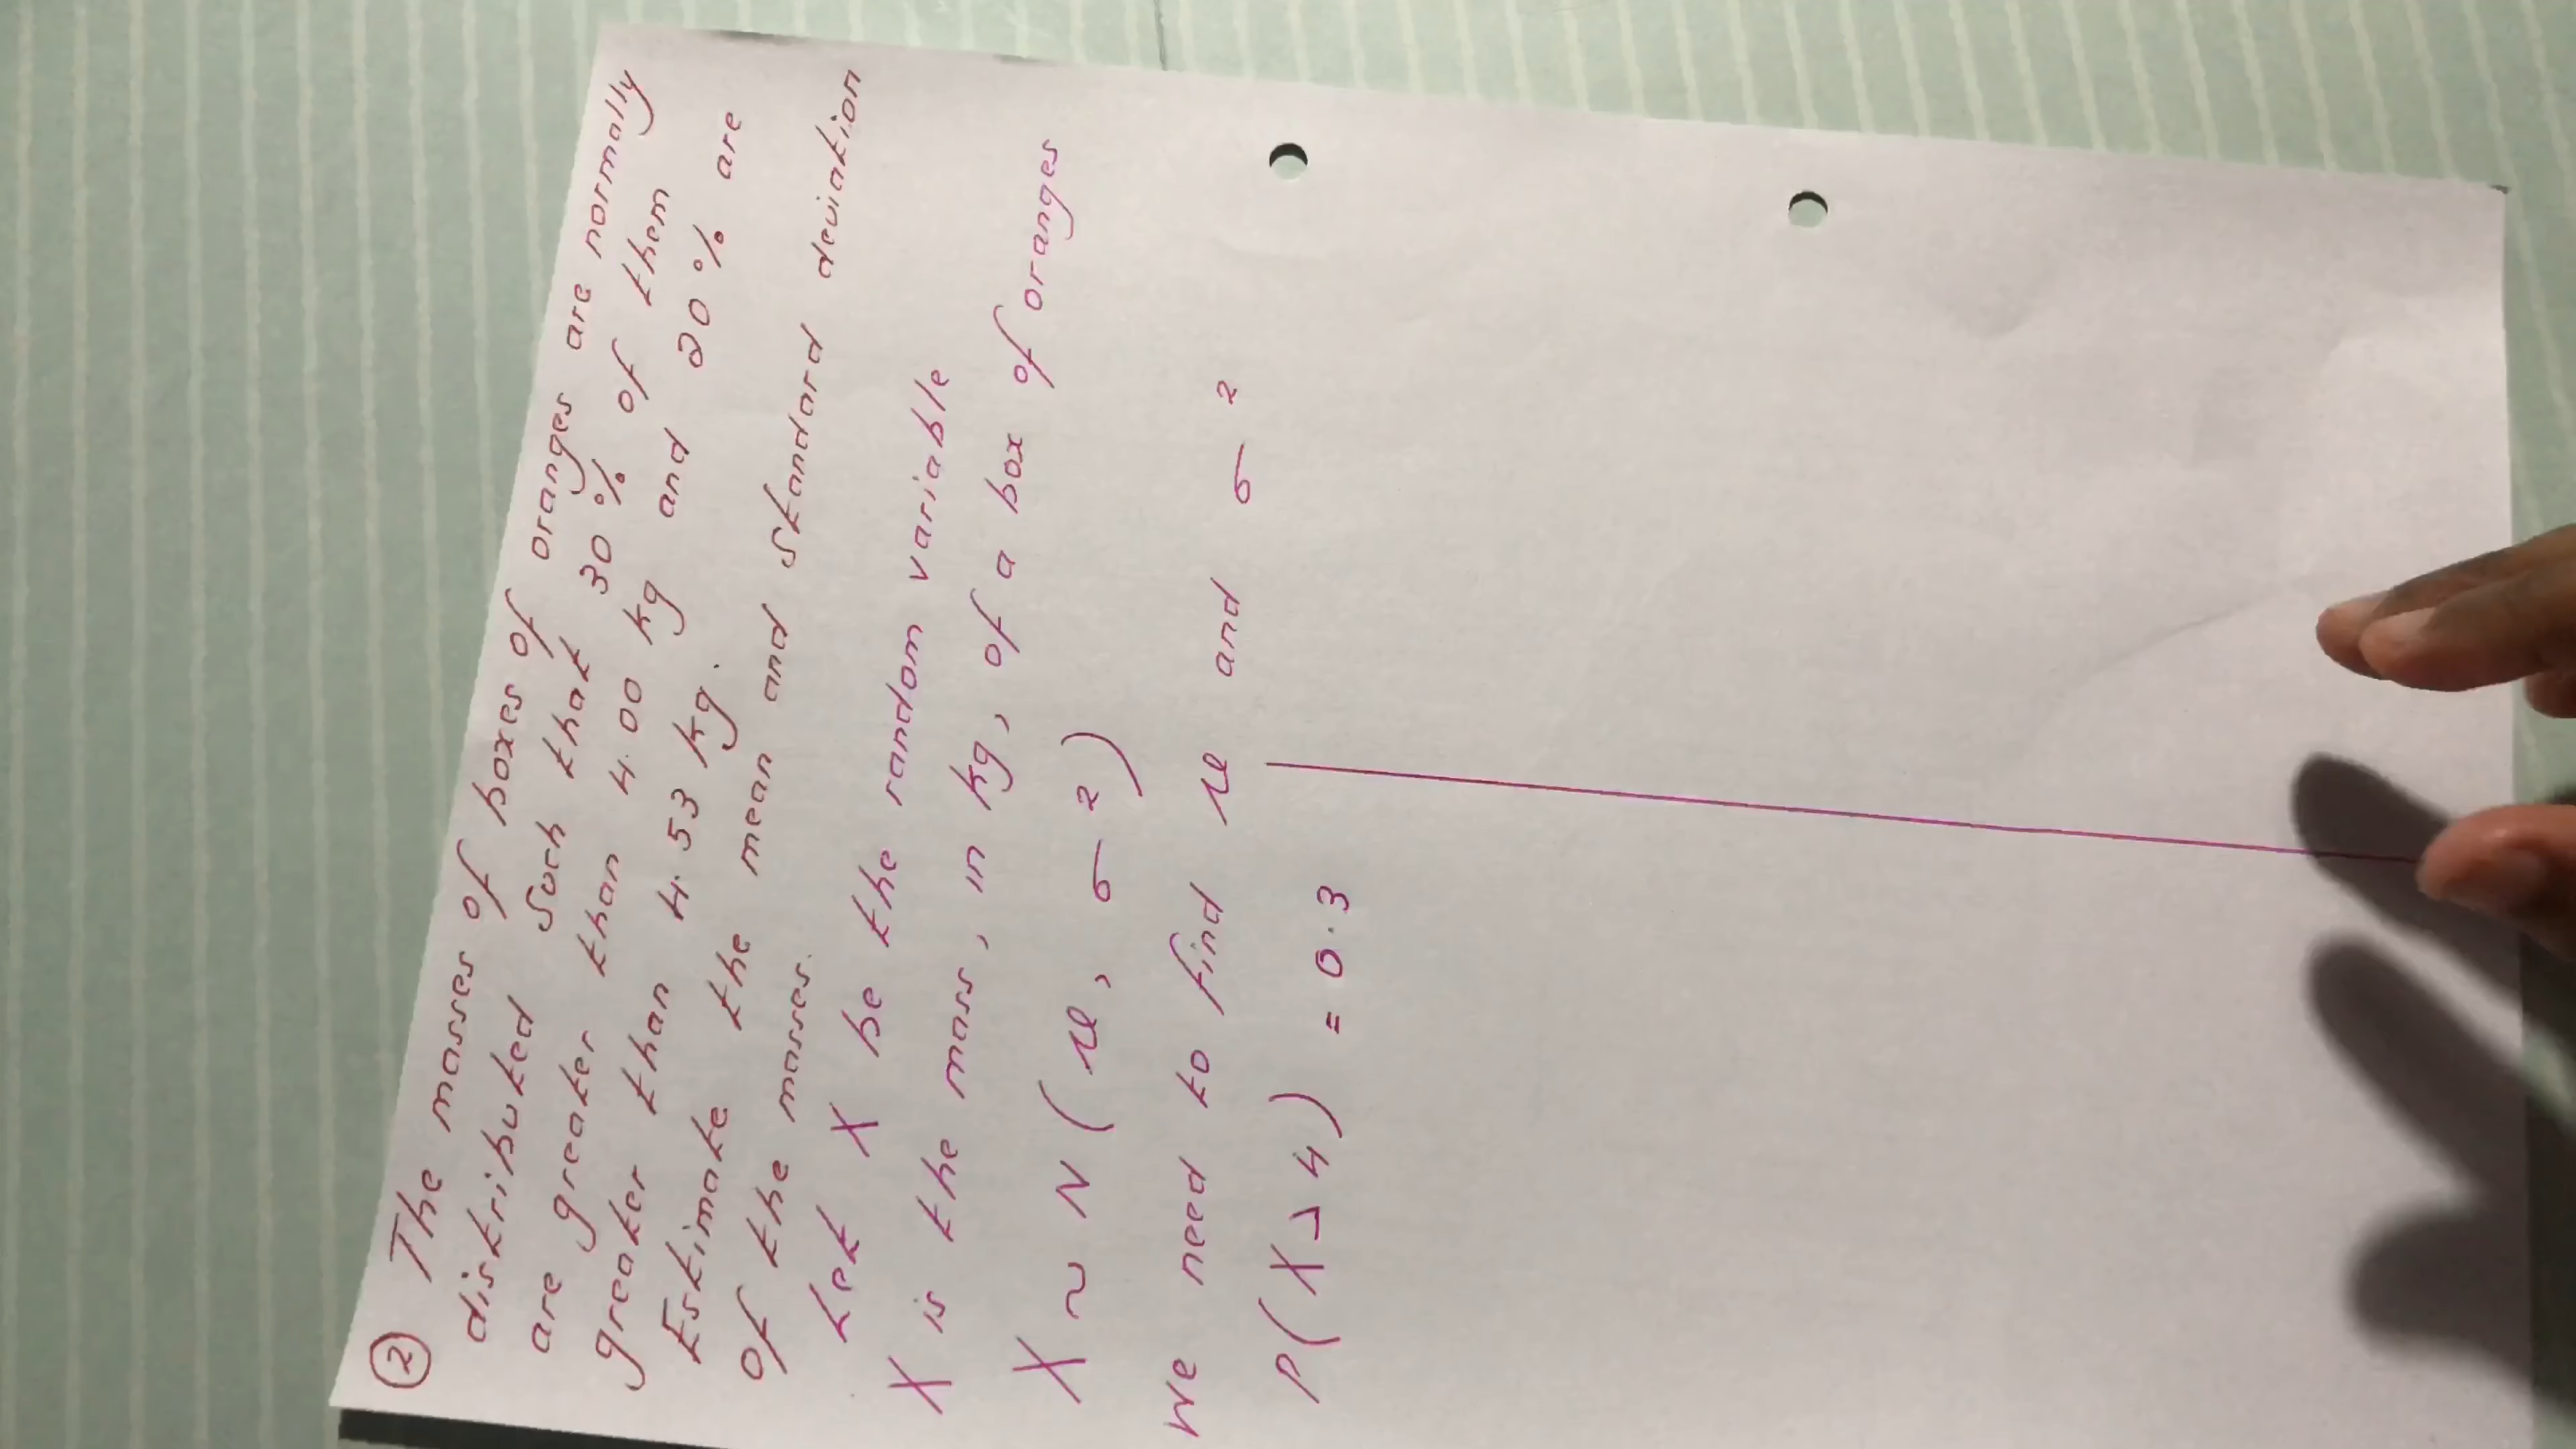 ② The masses of boxes of oranges are normally
distributed such that 30% of them
are greater than 4.00 kg and 20% are
greater than 4.53 kg.
Estimate the mean and standard deviation
of the masses.
Let X be the random variable
X is the mass, in kg, of a box of oranges
X ~ N(μ, σ²)
We need to find μ and σ²
P(X > 4) = 0.3